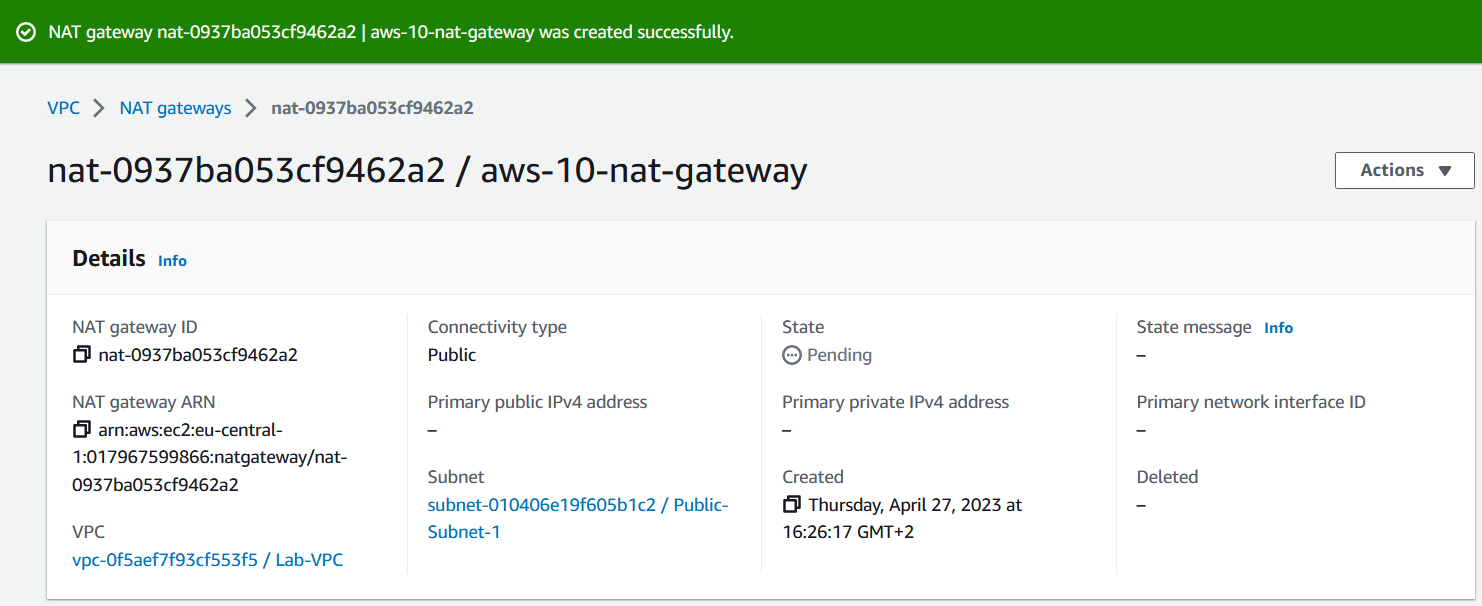 NAT gateway nat-0937ba053cf9462a2 | aws-10-nat-gateway was created successfully.
VPC > NAT gateways > nat-0937ba053cf9462a2
nat-0937ba053cf9462a2 / aws-10-nat-gateway
Actions
Details Info
NAT gateway ID
nat-0937ba053cf9462a2
NAT gateway ARN
arn:aws:ec2:eu-central-
1:017967599866:natgateway/nat-
0937ba053cf9462a2
VPC
vpc-0f5aef7f93cf553f5 / Lab-VPC
Connectivity type
Public
Primary public IPv4 address
–
Subnet
subnet-010406e19f605b1c2 / Public-
Subnet-1
State
Pending
Primary private IPv4 address
–
Created
Thursday, April 27, 2023 at
16:26:17 GMT+2
State message Info
–
Primary network interface ID
–
Deleted
–